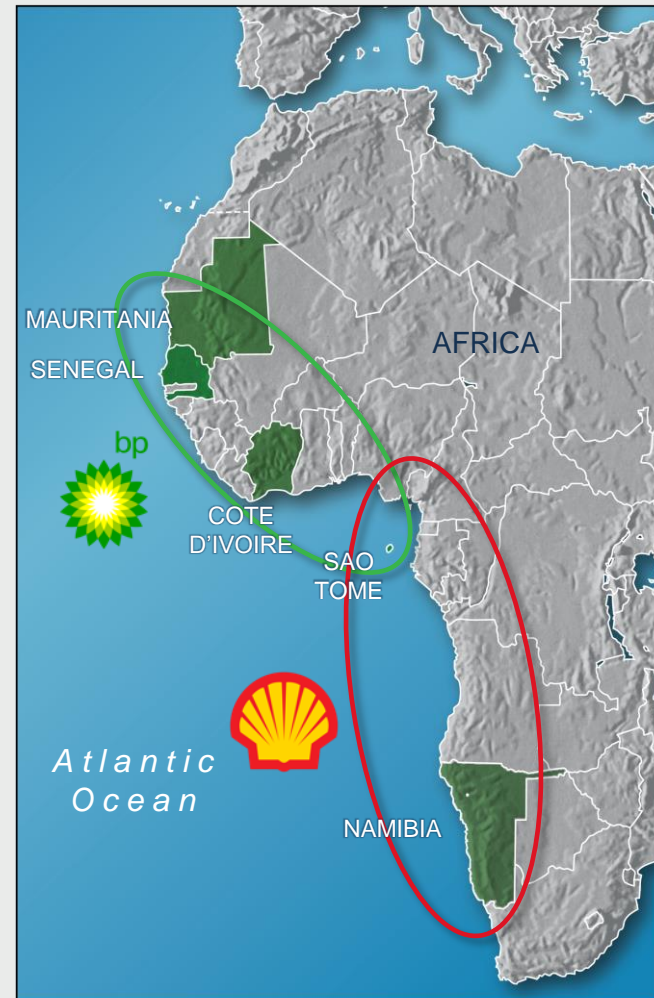 MAURITANIA
AFRICA
SENEGAL
bp
COTE
D'IVOIRE
SAO
TOME
Atlantic
Ocean
NAMIBIA